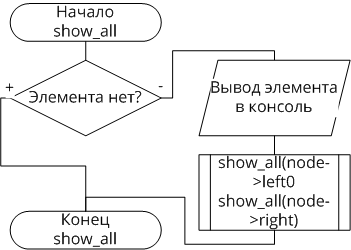 Начало
show_all
+
-
Элемента нет?
Вывод элемента
в консоль
show_all(node-
>left0
show_all(node-
>right)
Конец
show_all